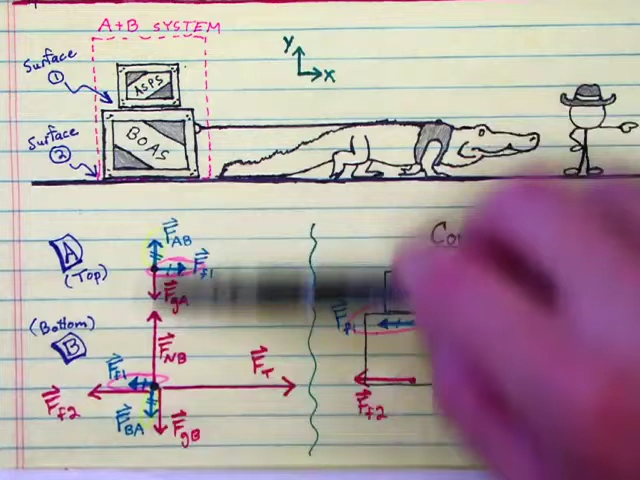 A+B SYSTEM
Surface
①
ASPS
Surface
②
BOAS
y
x
A
(Top)
F⃗AB
F⃗f1
F⃗gA
(Bottom)
B
F⃗NB
F⃗f1
F⃗T
F⃗f2
F⃗BA
F⃗gB
F⃗f1
F⃗f2